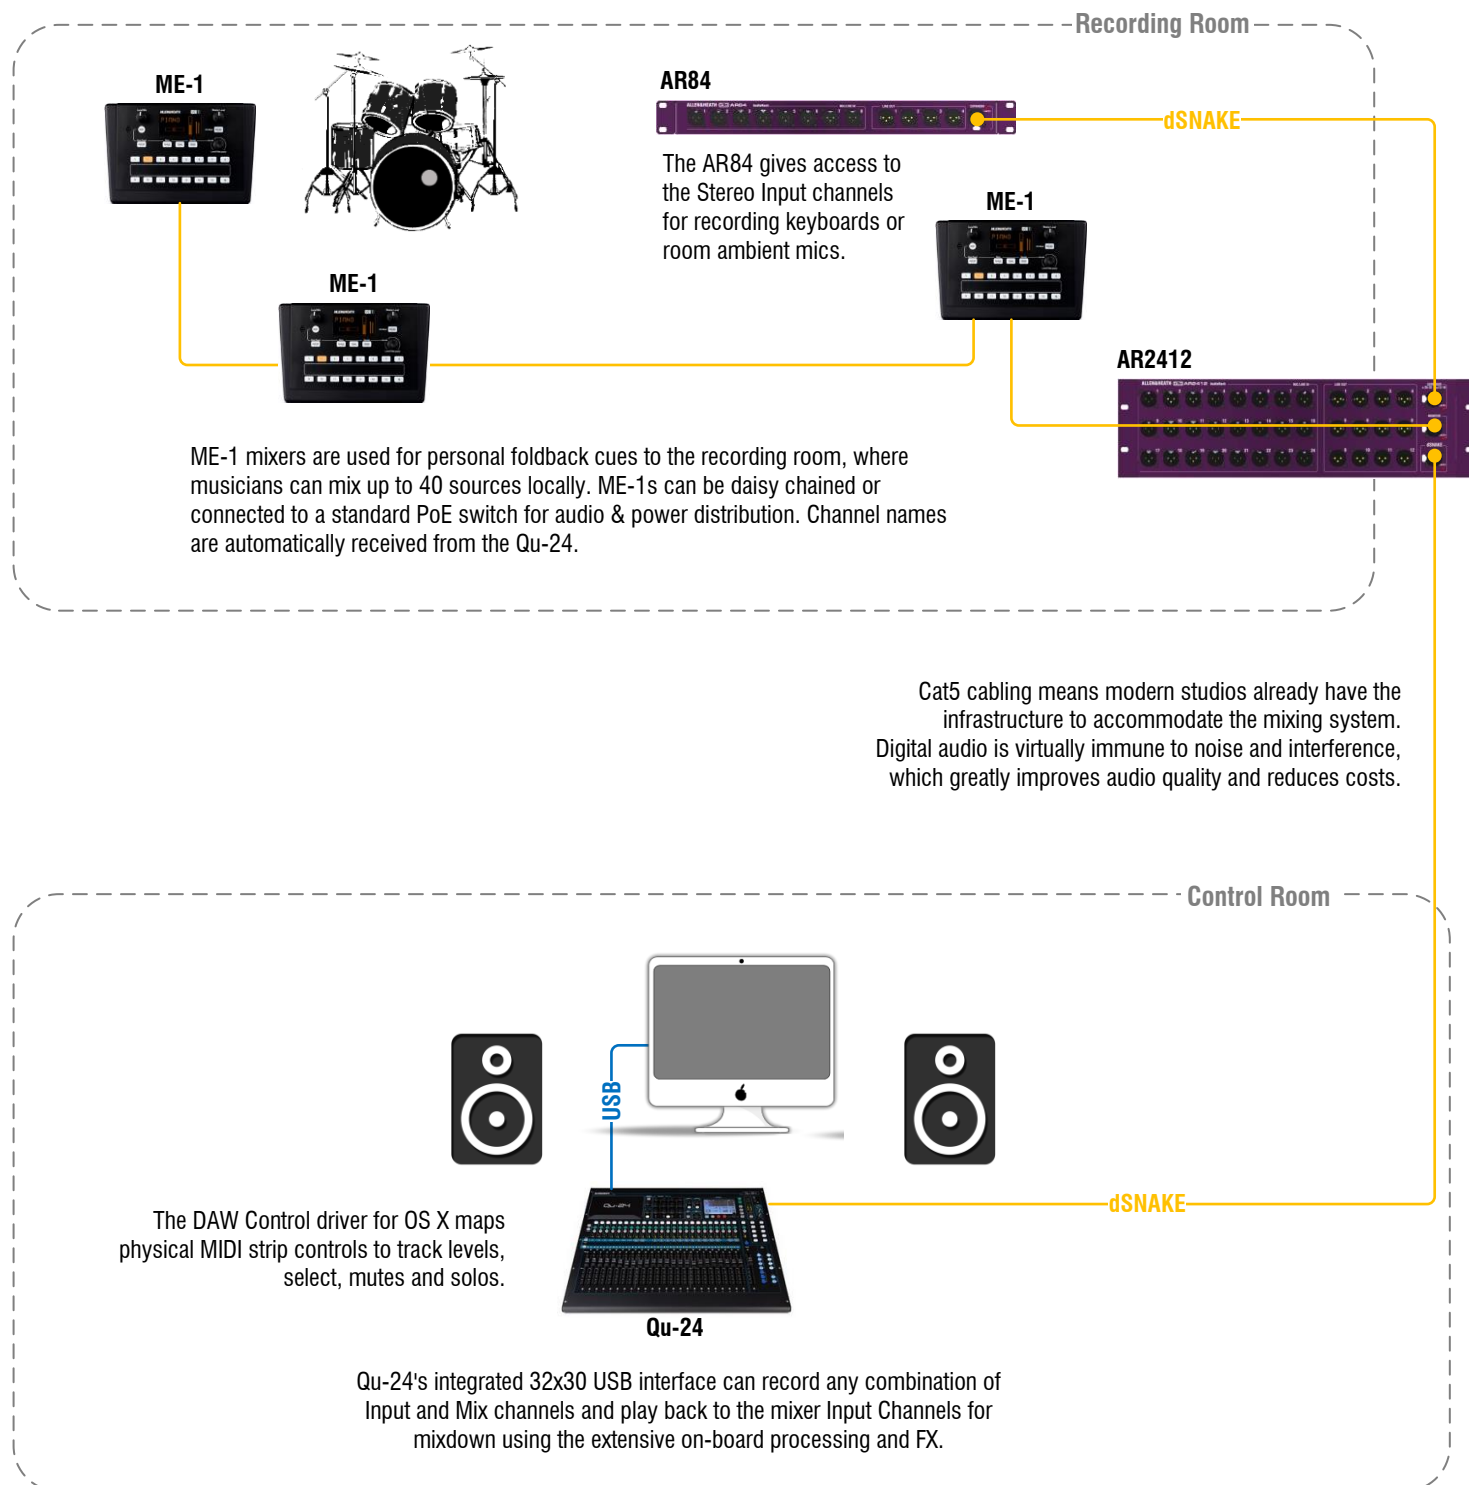 Recording Room
ME-1
AR84
ALLEN&HEATH
dSNAKE
The AR84 gives access to
the Stereo Input channels
for recording keyboards or
room ambient mics.
ME-1
PIANO
ME-1
PIANO
AR2412
ALLEN&HEATH
ME-1 mixers are used for personal foldback cues to the recording room, where
musicians can mix up to 40 sources locally. ME-1s can be daisy chained or
connected to a standard PoE switch for audio & power distribution. Channel names
are automatically received from the Qu-24.
Cat5 cabling means modern studios already have the
infrastructure to accommodate the mixing system.
Digital audio is virtually immune to noise and interference,
which greatly improves audio quality and reduces costs.
Control Room
USB
dSNAKE
Qu-24
The DAW Control driver for OS X maps
physical MIDI strip controls to track levels,
select, mutes and solos.
Qu-24
Qu-24's integrated 32x30 USB interface can record any combination of
Input and Mix channels and play back to the mixer Input Channels for
mixdown using the extensive on-board processing and FX.